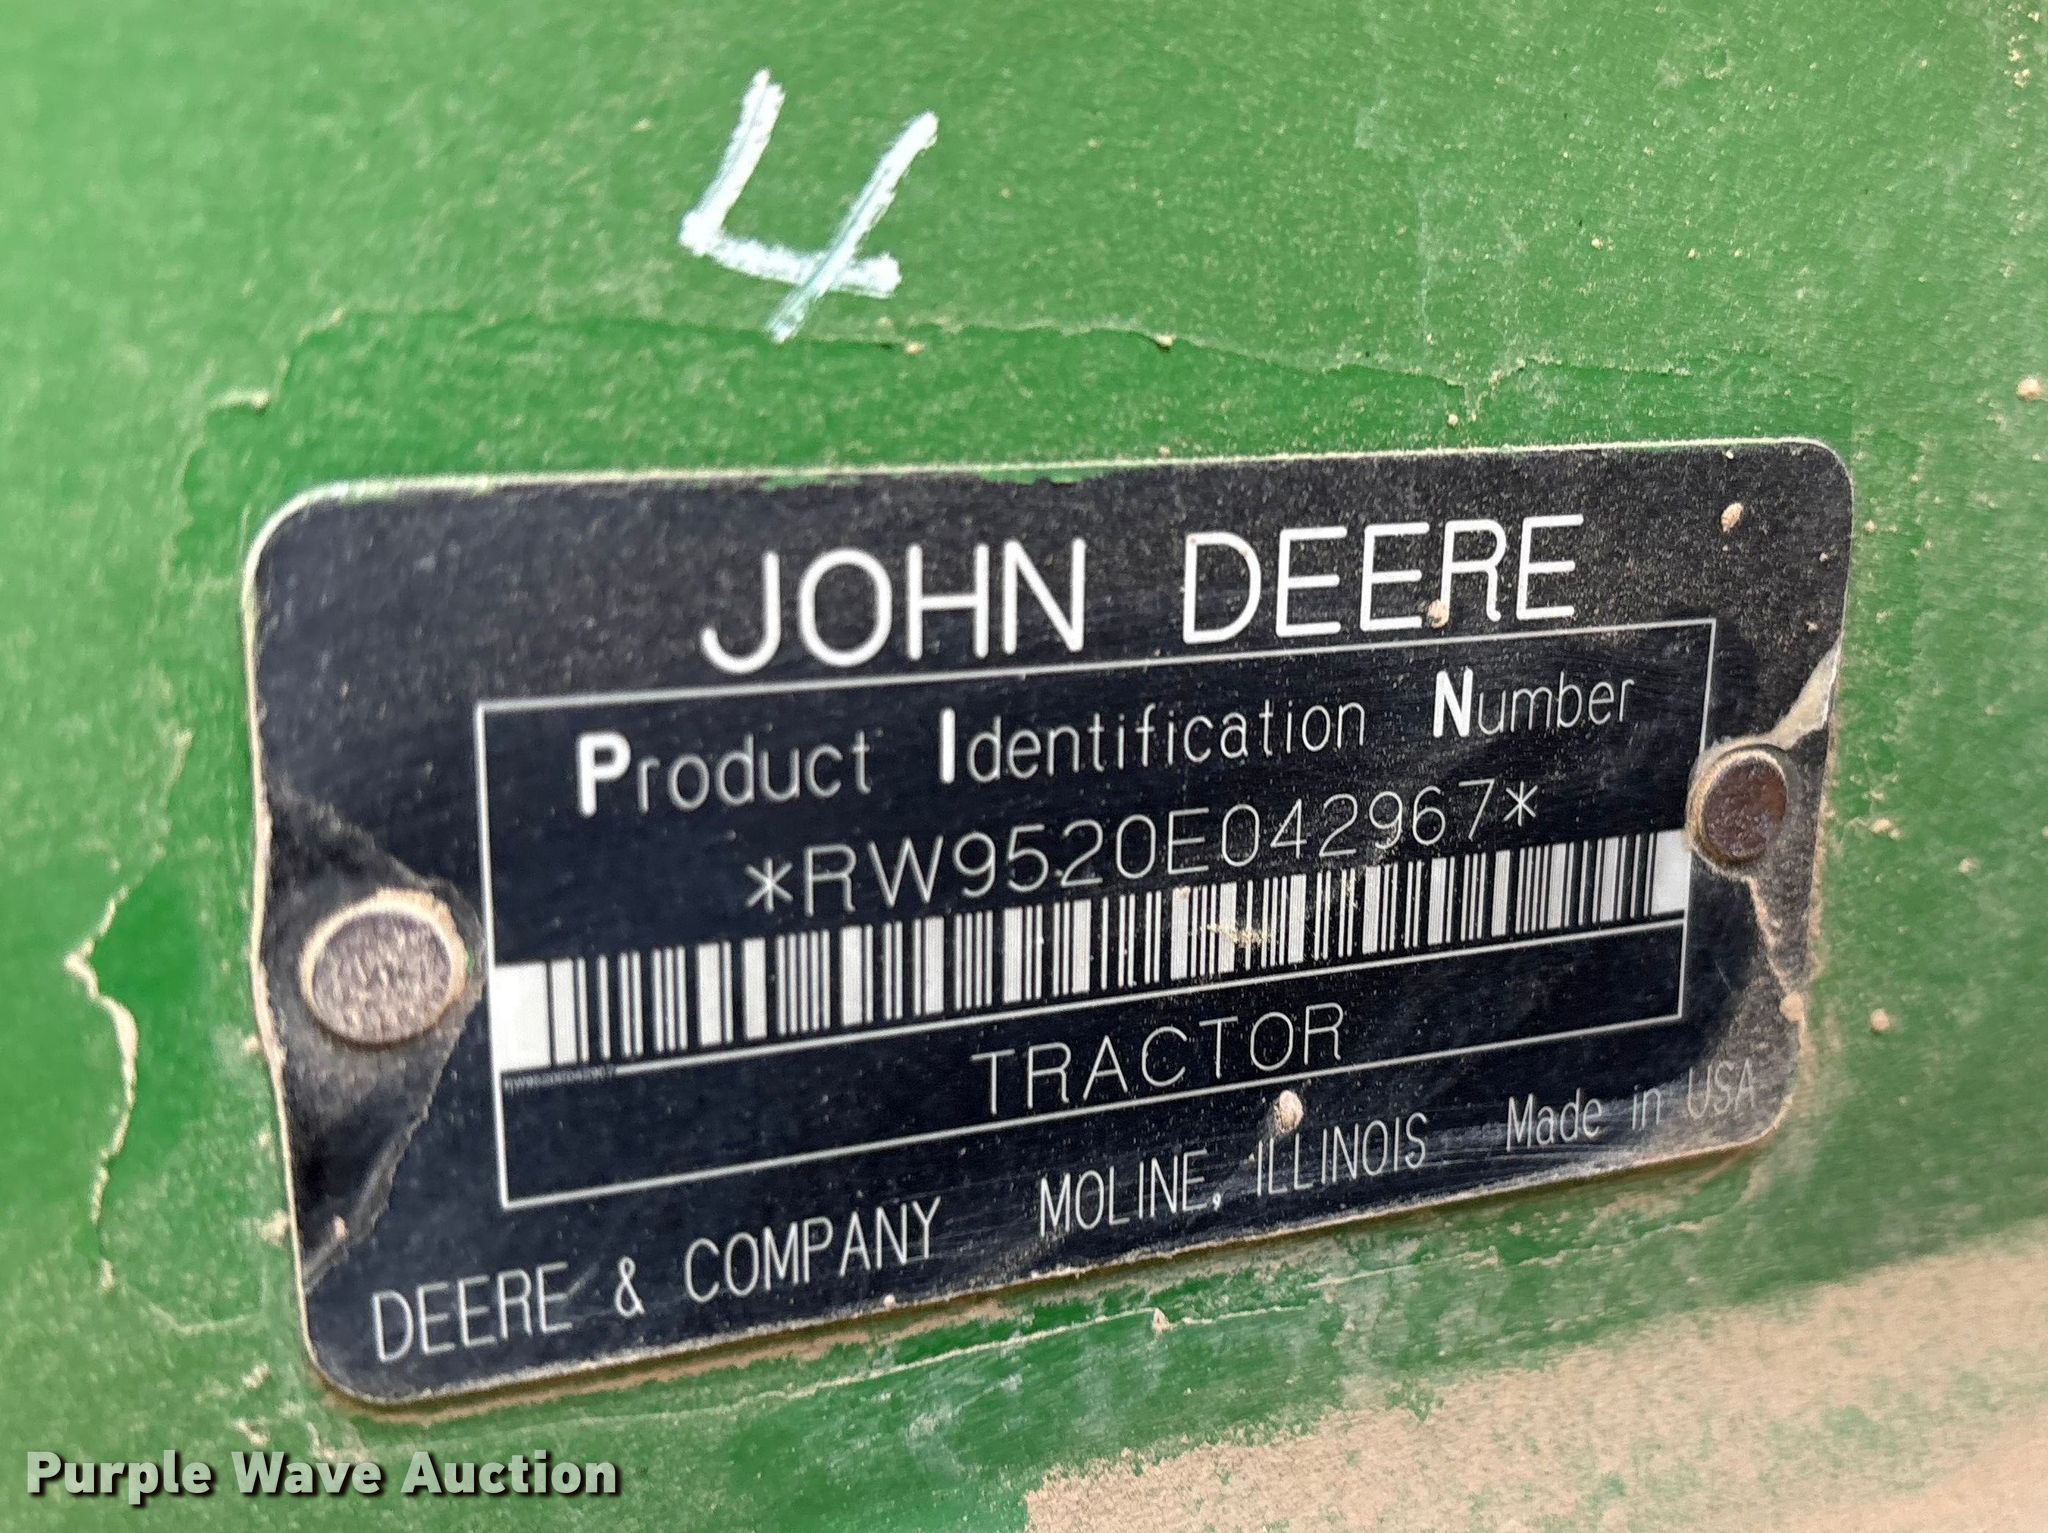 4
JOHN DEERE
Product Identification Number
*RW9520E042967*
TRACTOR
DEERE & COMPANY MOLINE, ILLINOIS Made in USA
Purple Wave Auction